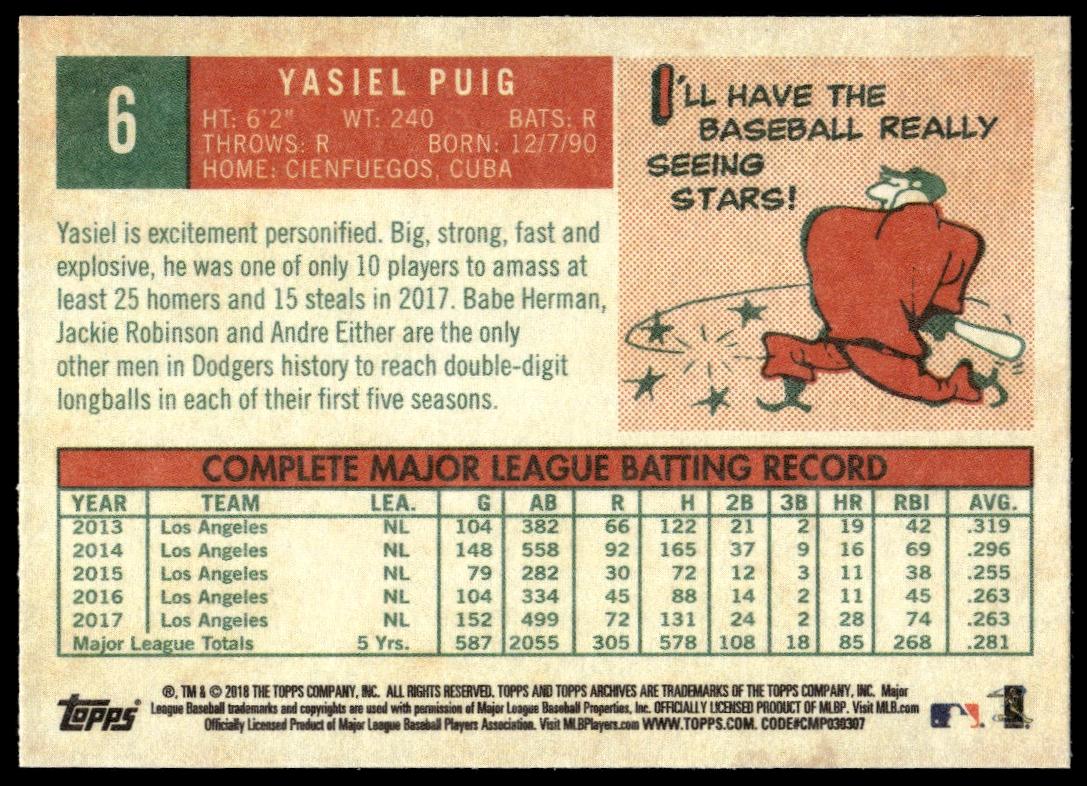 6
YASIEL PUIG
HT: 6'2" WT: 240 BATS: R
THROWS: R BORN: 12/7/90
HOME: CIENFUEGOS, CUBA
I'LL HAVE THE
BASEBALL REALLY
SEEING
STARS!
Yasiel is excitement personified. Big, strong, fast and
explosive, he was one of only 10 players to amass at
least 25 homers and 15 steals in 2017. Babe Herman,
Jackie Robinson and Andre Either are the only
other men in Dodgers history to reach double-digit
longballs in each of their first five seasons.
COMPLETE MAJOR LEAGUE BATTING RECORD
YEAR TEAM LEA. G AB R H 2B 3B HR RBI AVG.
2013 Los Angeles NL 104 382 66 122 21 2 19 42 .319
2014 Los Angeles NL 148 558 92 165 37 9 16 69 .296
2015 Los Angeles NL 79 282 30 72 12 3 11 38 .255
2016 Los Angeles NL 104 334 45 88 14 2 11 45 .263
2017 Los Angeles NL 152 499 72 131 24 2 28 74 .263
Major League Totals 5 Yrs. 587 2055 305 578 108 18 85 268 .281
Topps
®, TM & © 2018 THE TOPPS COMPANY, INC. ALL RIGHTS RESERVED. TOPPS AND TOPPS ARCHIVES ARE TRADEMARKS OF THE TOPPS COMPANY, INC. Major
League Baseball trademarks and copyrights are used with permission of Major League Baseball Properties, Inc. OFFICIALLY LICENSED PRODUCT OF MLBP. Visit MLB.com
Officially Licensed Product of Major League Baseball Players Association. Visit MLBPlayers.com WWW.TOPPS.COM. CODE#CMP039307